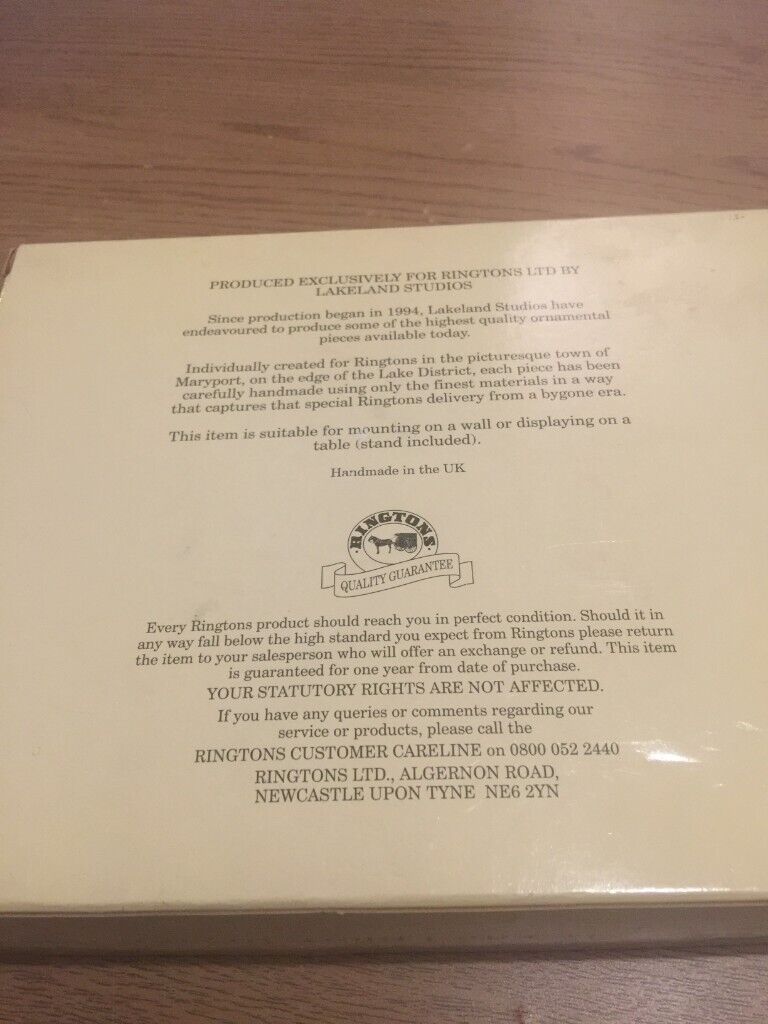 PRODUCED EXCLUSIVELY FOR RINGTONS LTD BY
LAKELAND STUDIOS
Since production began in 1994, Lakeland Studios have
endeavoured to produce some of the highest quality ornamental
pieces available today.
Individually created for Ringtons in the picturesque town of
Maryport, on the edge of the Lake District, each piece has been
carefully handmade using only the finest materials in a way
that captures that special Ringtons delivery from a bygone era.
This item is suitable for mounting on a wall or displaying on a
table (stand included).
Handmade in the UK
·RINGTONS·
QUALITY GUARANTEE
Every Ringtons product should reach you in perfect condition. Should it in
any way fall below the high standard you expect from Ringtons please return
the item to your salesperson who will offer an exchange or refund. This item
is guaranteed for one year from date of purchase.
YOUR STATUTORY RIGHTS ARE NOT AFFECTED.
If you have any queries or comments regarding our
service or products, please call the
RINGTONS CUSTOMER CARELINE on 0800 052 2440
RINGTONS LTD., ALGERNON ROAD,
NEWCASTLE UPON TYNE NE6 2YN